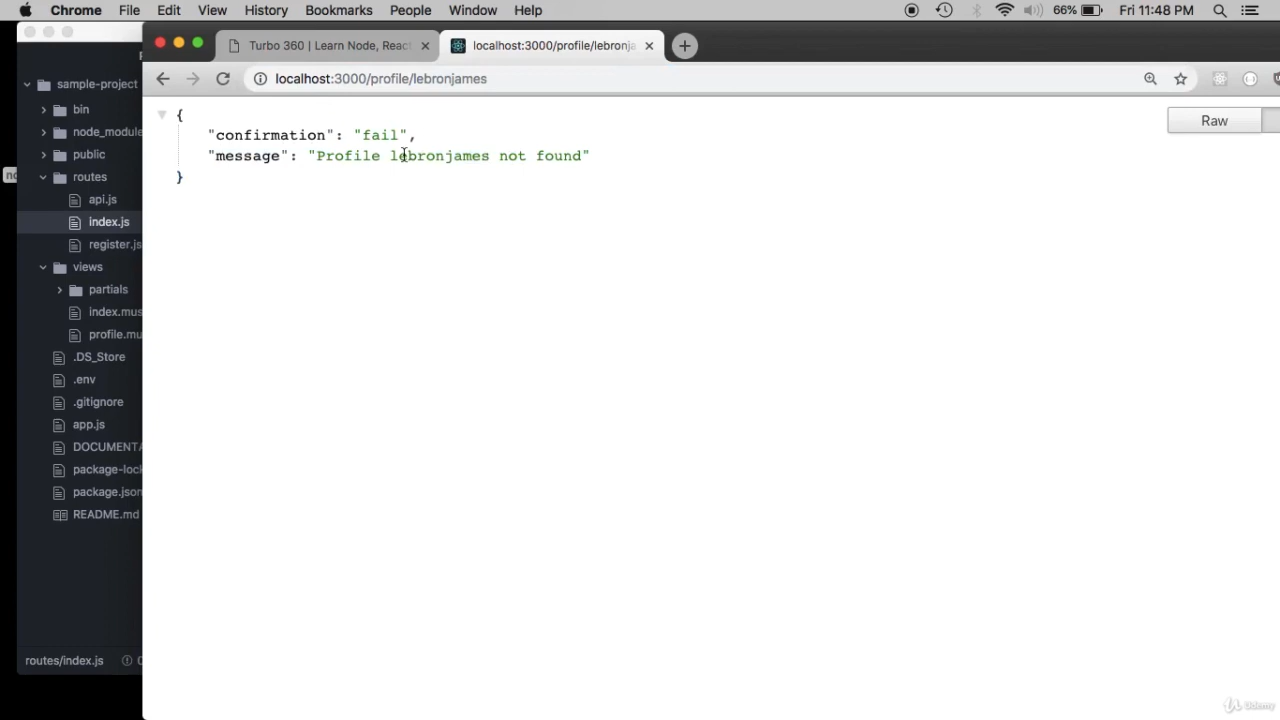 Chrome File Edit View History Bookmarks People Window Help 66% Fri 11:48 PM
Turbo 360 | Learn Node, React localhost:3000/profile/lebronja
localhost:3000/profile/lebronjames
sample-project
bin
node_module
public
routes
api.js
index.js
register.js
views
partials
index.mus
profile.mu
.DS_Store
.env
.gitignore
app.js
DOCUMENTA
package-lock
package.json
README.md
routes/index.js
{
"confirmation": "fail",
"message": "Profile lebronjames not found"
}
Raw
Udemy